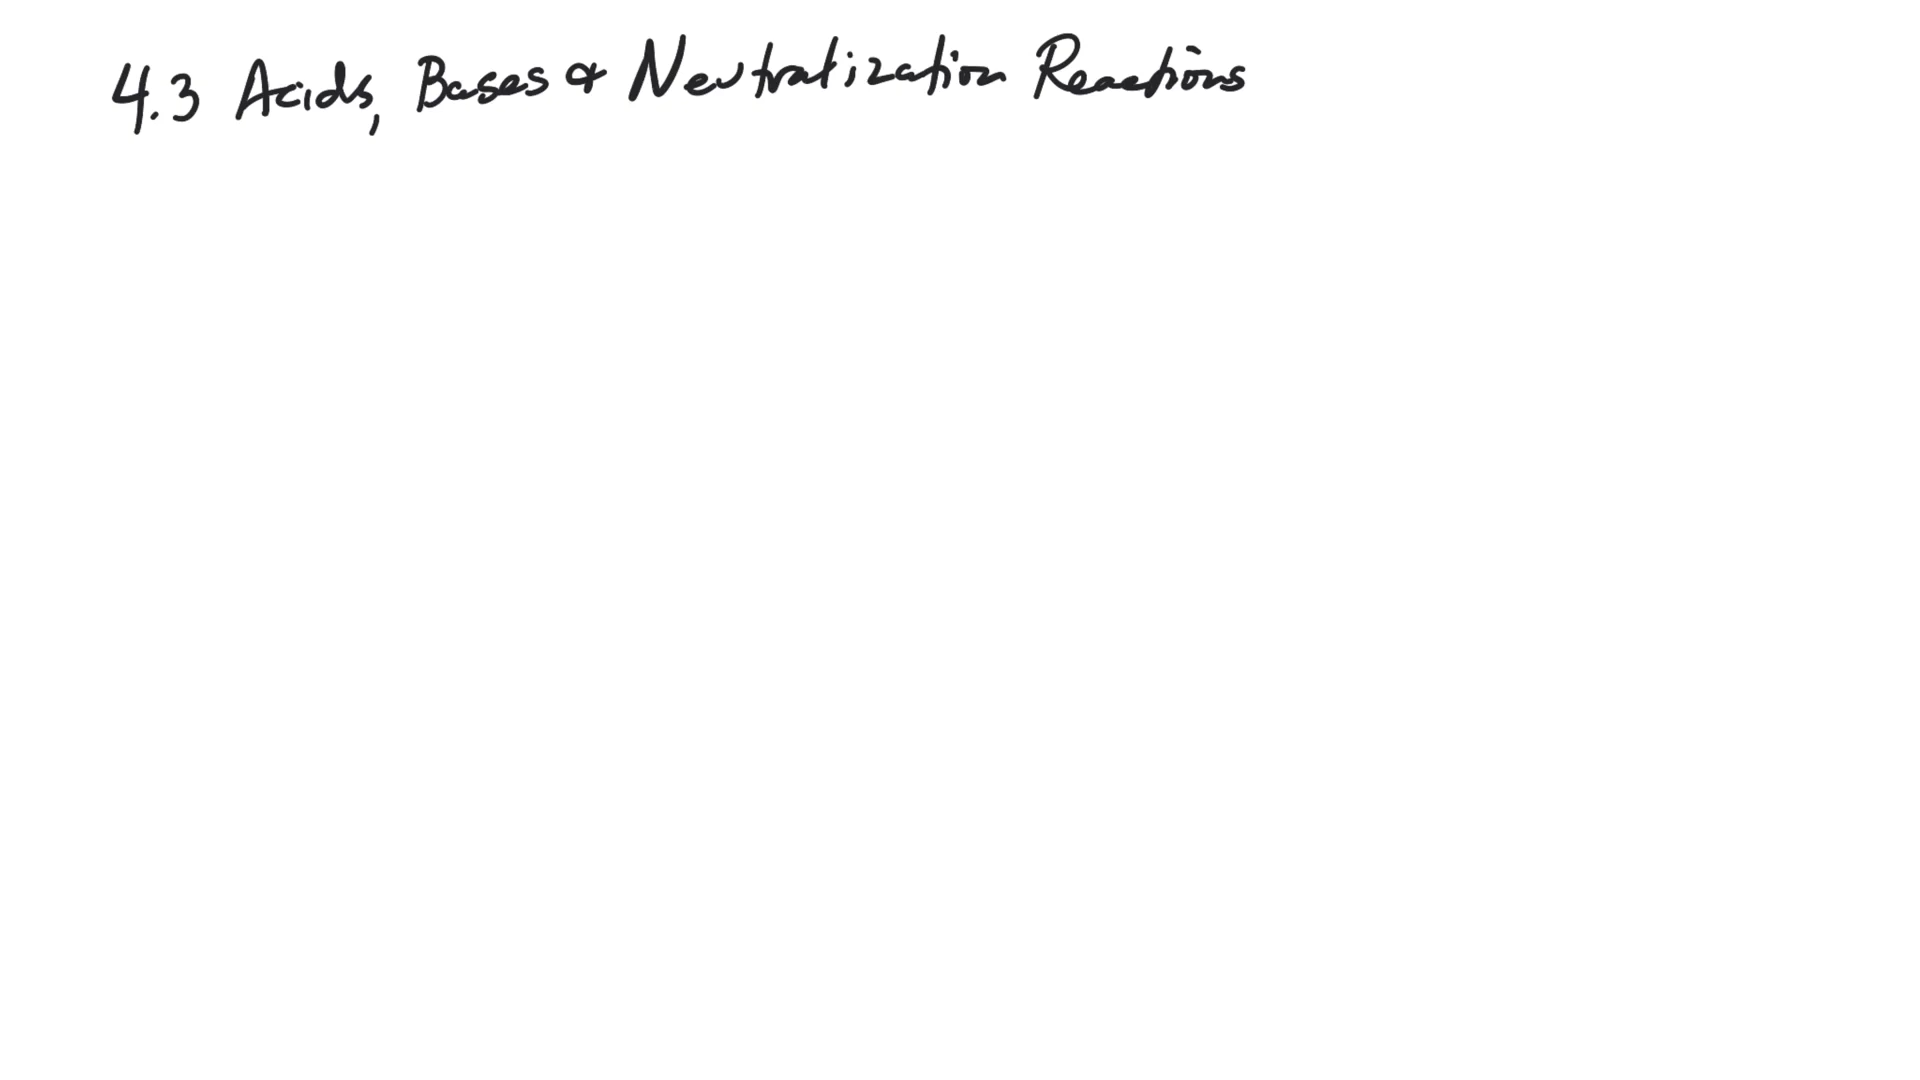 4.3 Acids, Bases & Neutralization Reactions